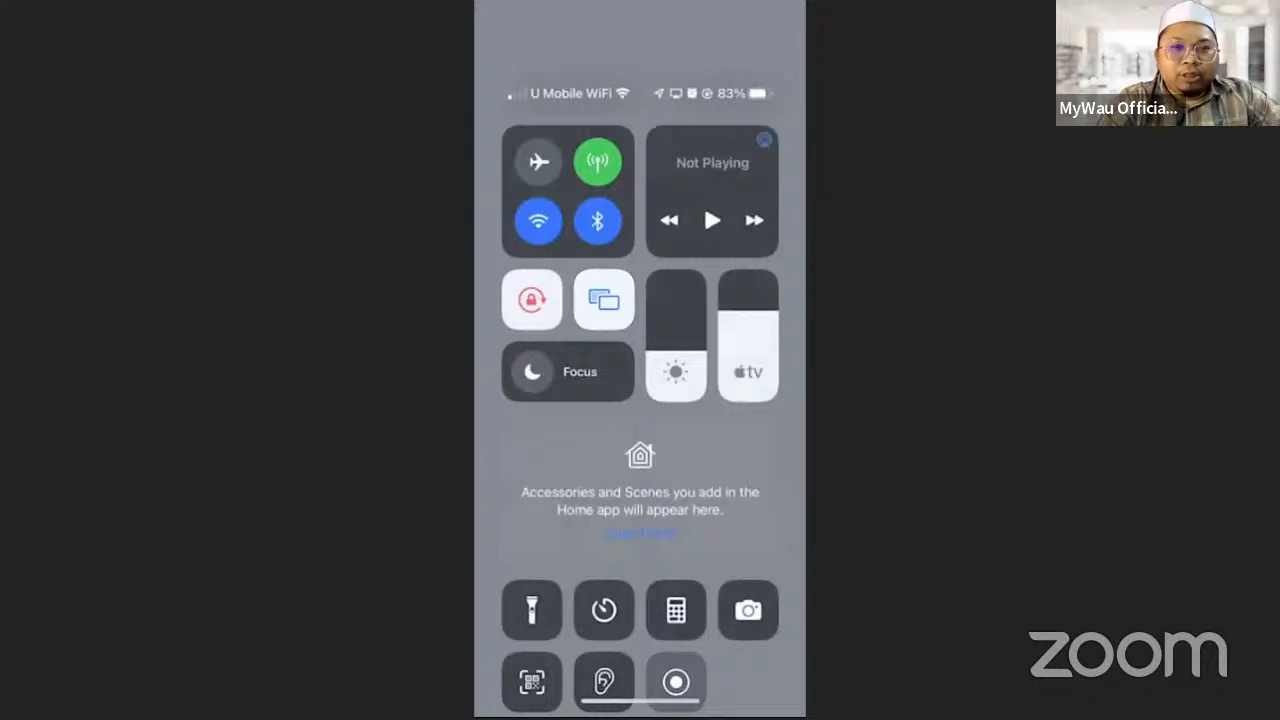 U Mobile WiFi 83%
Not Playing
Focus
tv
Accessories and Scenes you add in the
Home app will appear here.
MyWau Officia...
zoom